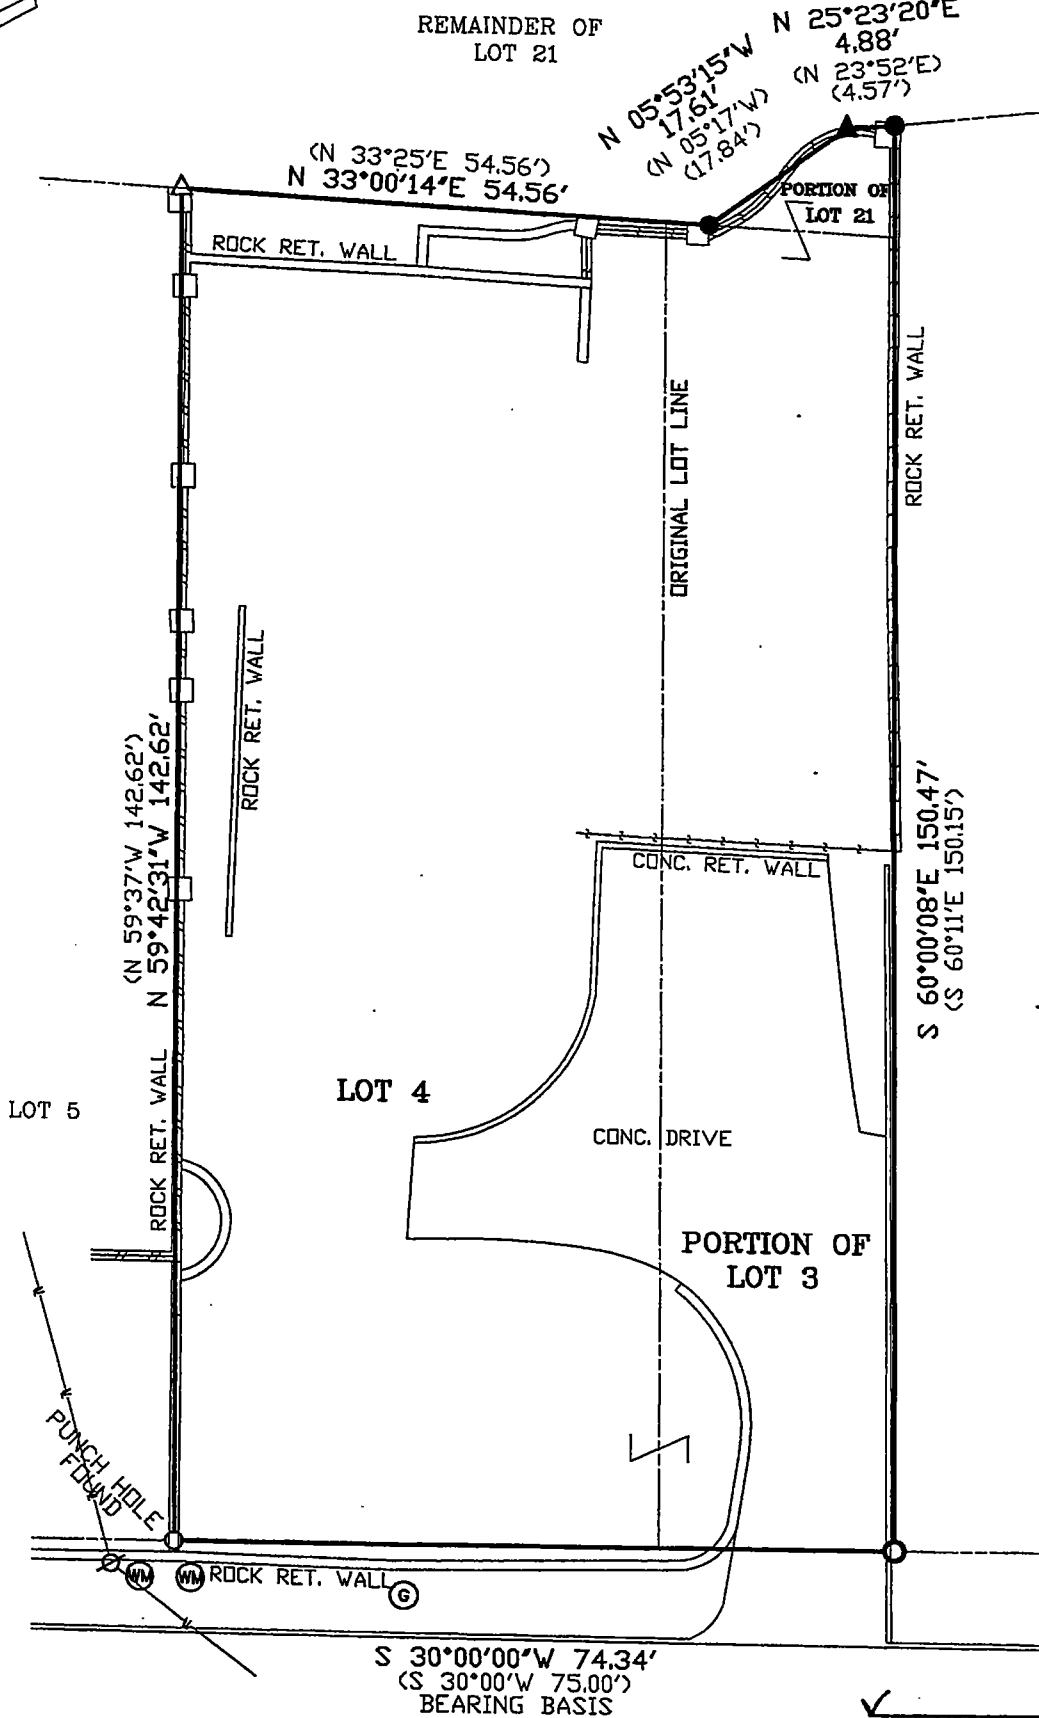 REMAINDER OF
LOT 21
N 25°23'20"E
4.88'
(N 23°52'E)
(4.57')
N 05°53'15"W
17.61'
(N 05°17'W)
(17.84')
(N 33°25'E 54.56')
N 33°00'14"E 54.56'
PORTION OF
LOT 21
ROCK RET. WALL
ROCK RET. WALL
ORIGINAL LOT LINE
ROCK RET. WALL
(N 59°37'W 142.62')
N 59°42'31"W 142.62'
CONC. RET. WALL
S 60°00'08"E 150.47'
(S 60°11'E 150.15')
LOT 4
LOT 5
ROCK RET. WALL
CONC. DRIVE
PORTION OF
LOT 3
PUNCH HOLE
FOUND
WM
WM
ROCK RET. WALL
G
S 30°00'00"W 74.34'
(S 30°00'W 75.00')
BEARING BASIS